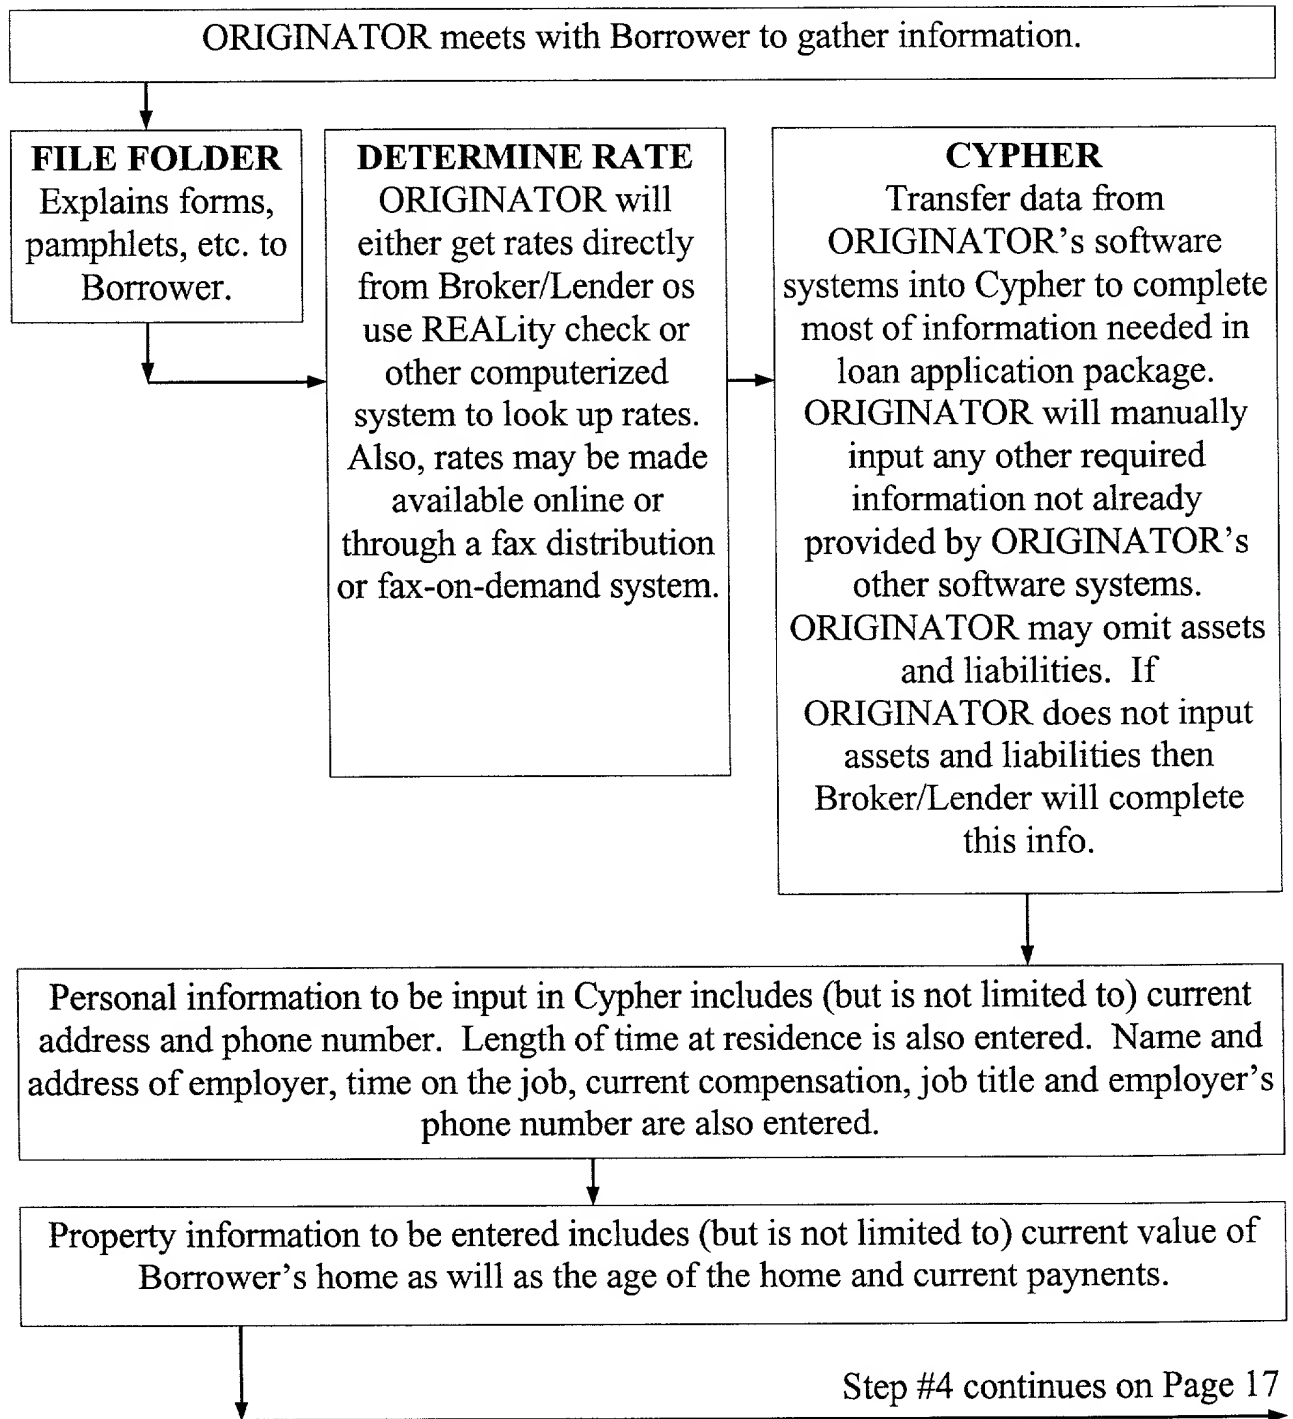 ORIGINATOR meets with Borrower to gather information.
FILE FOLDER
Explains forms,
pamphlets, etc. to
Borrower.
DETERMINE RATE
ORIGINATOR will
either get rates directly
from Broker/Lender os
use REALity check or
other computerized
system to look up rates.
Also, rates may be made
available online or
through a fax distribution
or fax-on-demand system.
CYPHER
Transfer data from
ORIGINATOR's software
systems into Cypher to complete
most of information needed in
loan application package.
ORIGINATOR will manually
input any other required
information not already
provided by ORIGINATOR's
other software systems.
ORIGINATOR may omit assets
and liabilities.  If
ORIGINATOR does not input
assets and liabilities then
Broker/Lender will complete
this info.
Personal information to be input in Cypher includes (but is not limited to) current
address and phone number.  Length of time at residence is also entered.  Name and
address of employer, time on the job, current compensation, job title and employer's
phone number are also entered.
Property information to be entered includes (but is not limited to) current value of
Borrower's home as will as the age of the home and current paynents.
Step #4 continues on Page 17